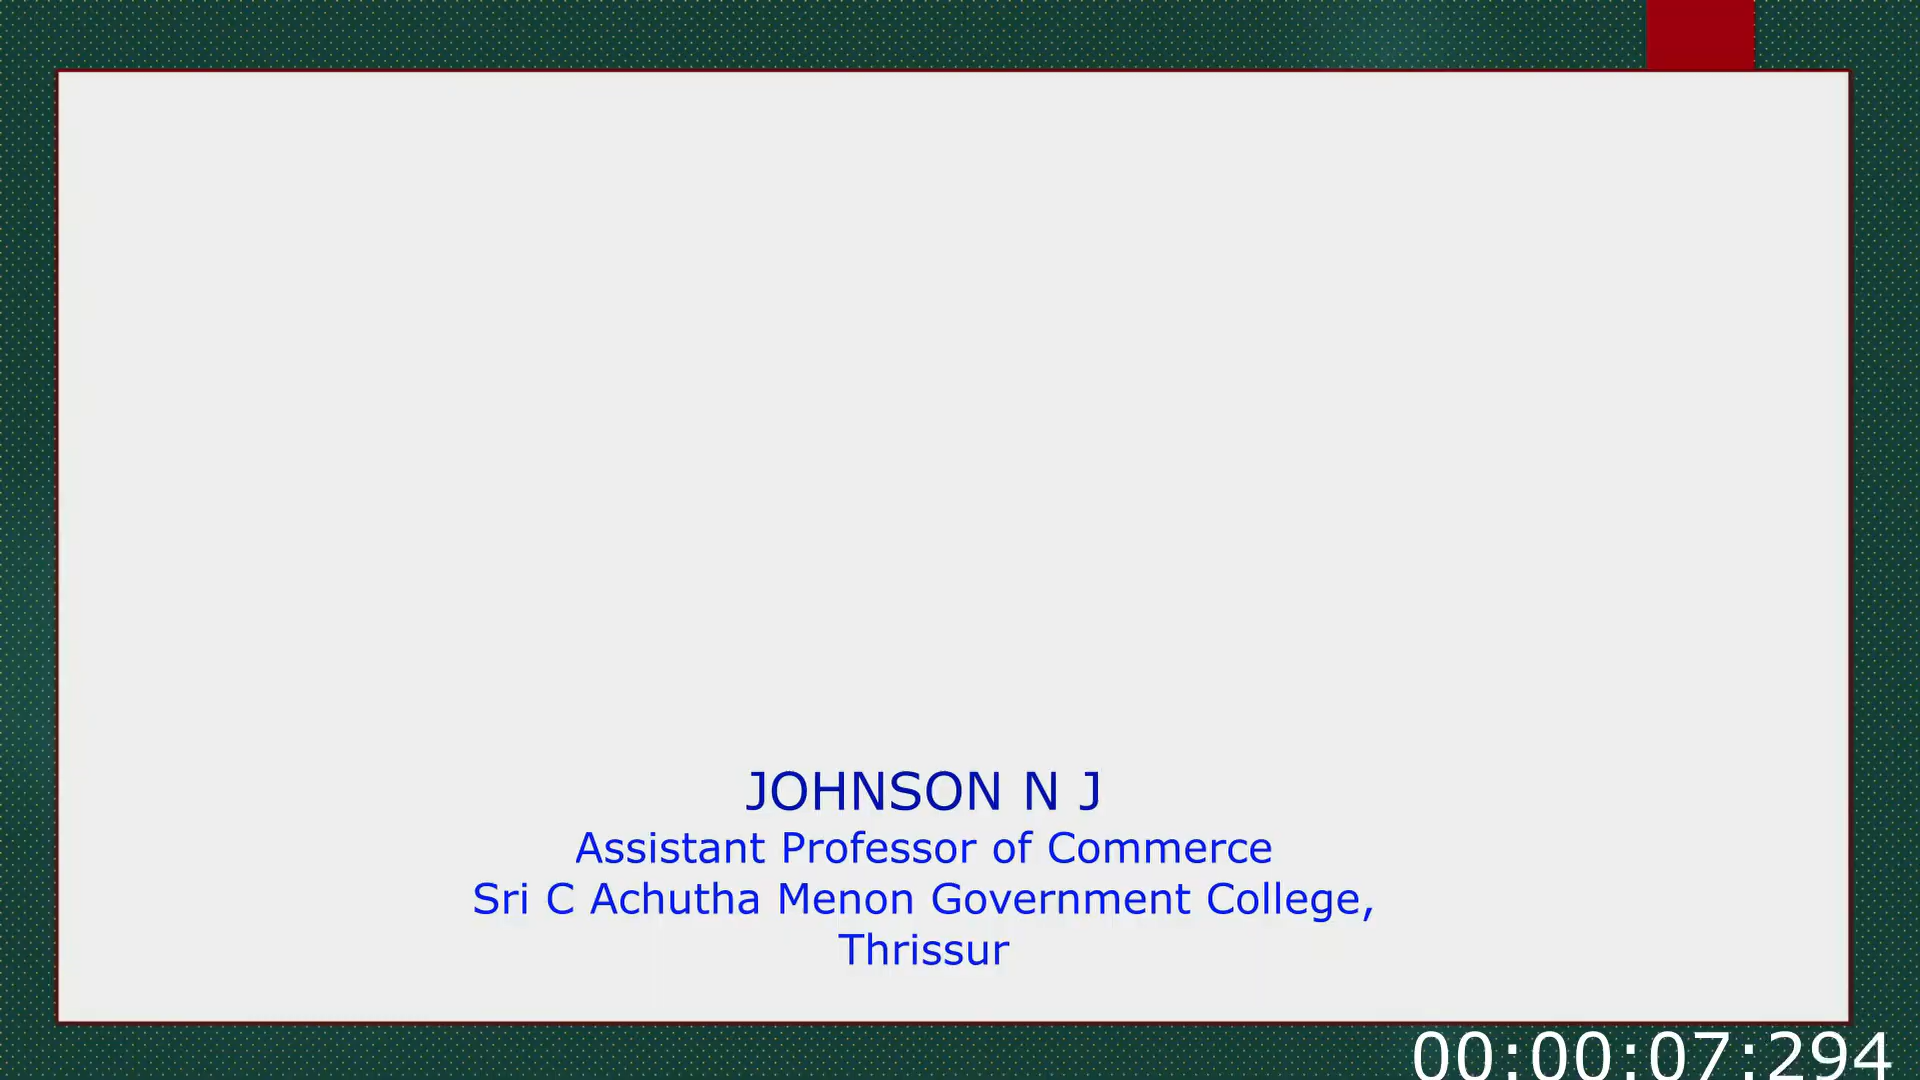 JOHNSON N J
Assistant Professor of Commerce
Sri C Achutha Menon Government College,
Thrissur
00:00:07:294